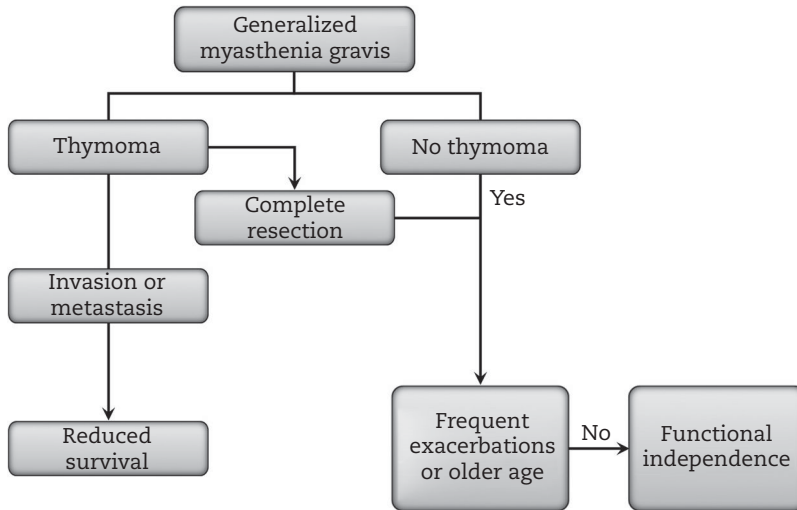 Generalized
myasthenia gravis
Thymoma
No thymoma
Complete
resection
Yes
Invasion or
metastasis
Reduced
survival
Frequent
exacerbations
or older age
No
Functional
independence